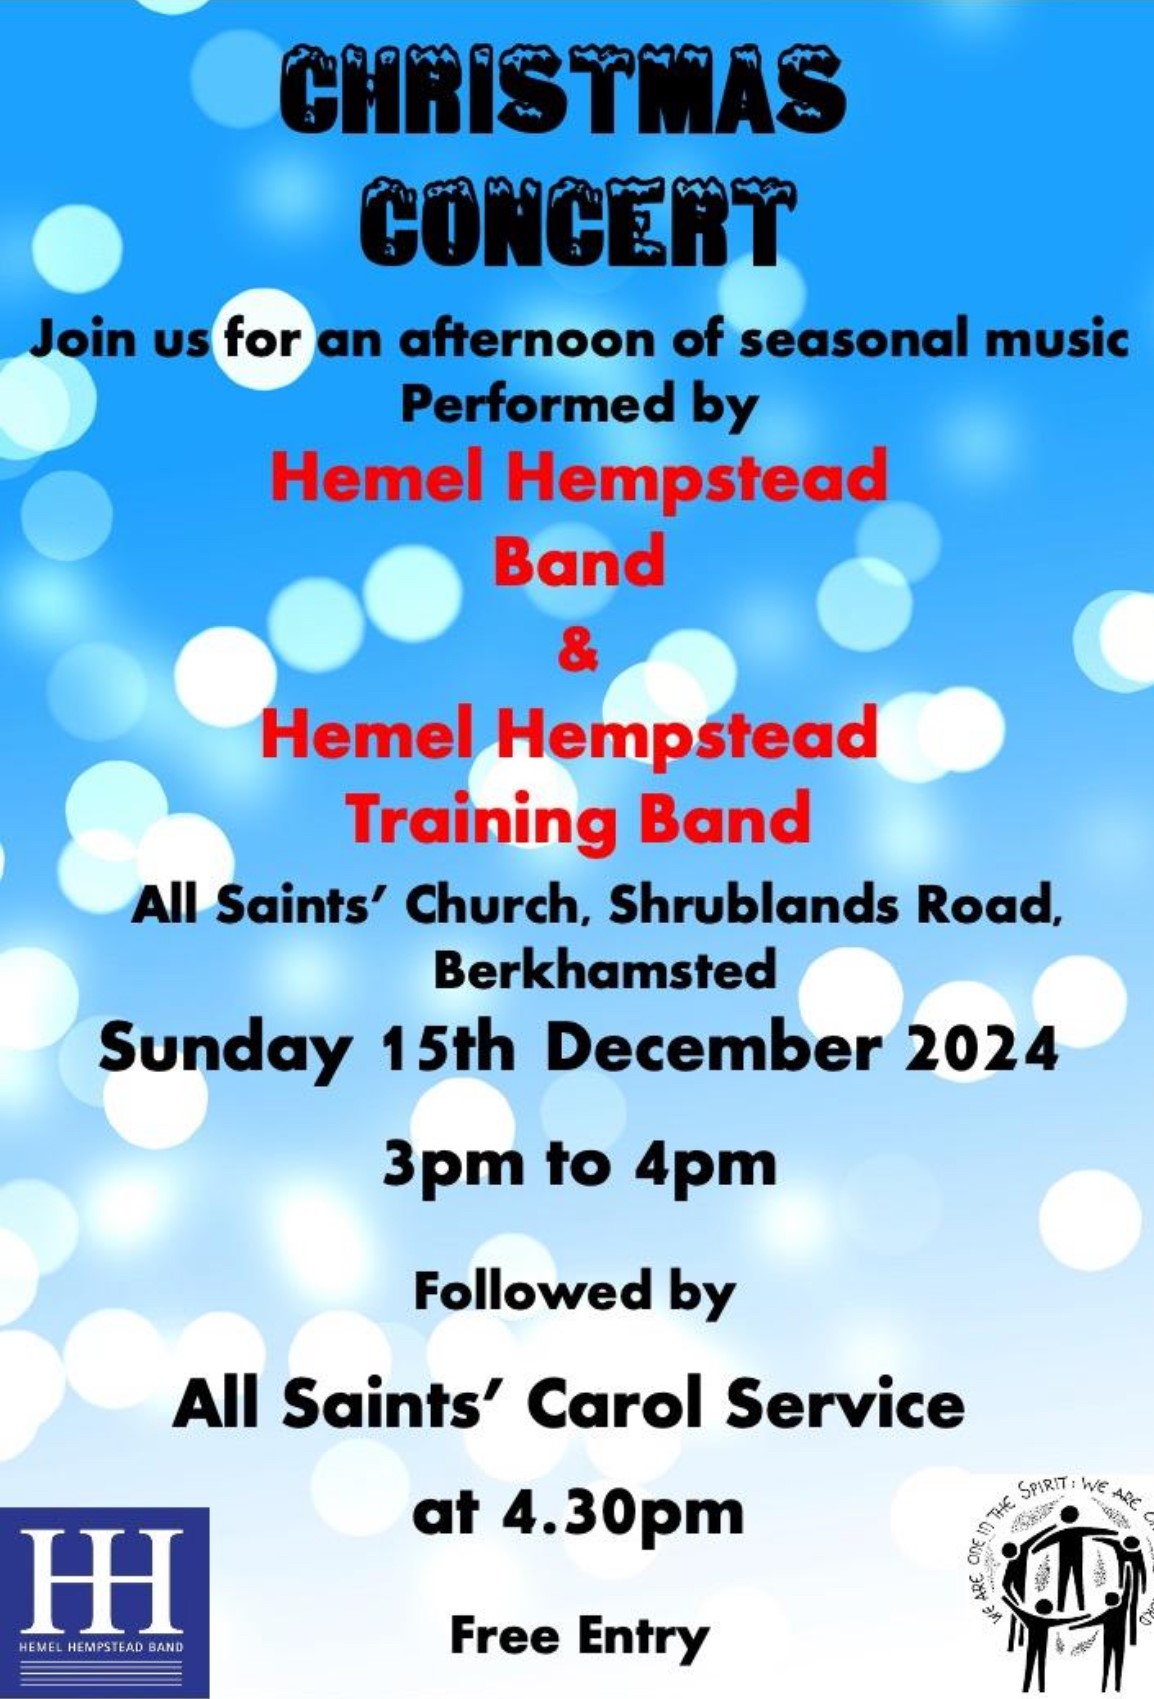 CHRISTMAS
CONCERT
Join us for an afternoon of seasonal music
Performed by
Hemel Hempstead
Band
&
Hemel Hempstead
Training Band
All Saints’ Church, Shrublands Road,
Berkhamsted
Sunday 15th December 2024
3pm to 4pm
Followed by
All Saints’ Carol Service
at 4.30pm
Free Entry
HH
HEMEL HEMPSTEAD BAND
WE ARE ONE IN THE SPIRIT: WE ARE